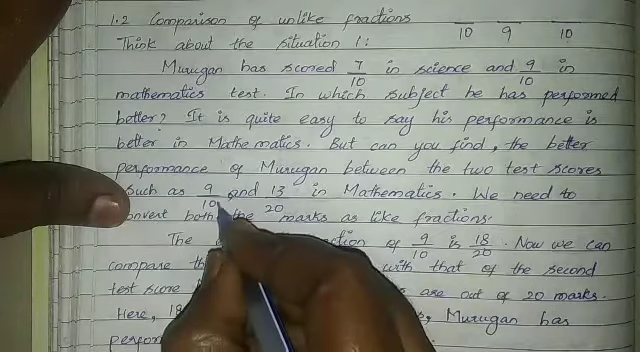 1.2 Comparison of unlike fractions
10 9 10
Think about the situation 1:
Murugan has scored 7/10 in science and 9/10 in
mathematics test. In which subject he has performed
better? It is quite easy to say his performance is
better in Mathematics. But can you find, the better
performance of Murugan between the two test scores
such as 9/10 and 13/20 in Mathematics. We need to
convert both the marks as like fractions.
The fraction of 9/10 is 18/20. Now we can
compare with that of the second
test score are out of 20 marks.
Here, 18 Murugan has